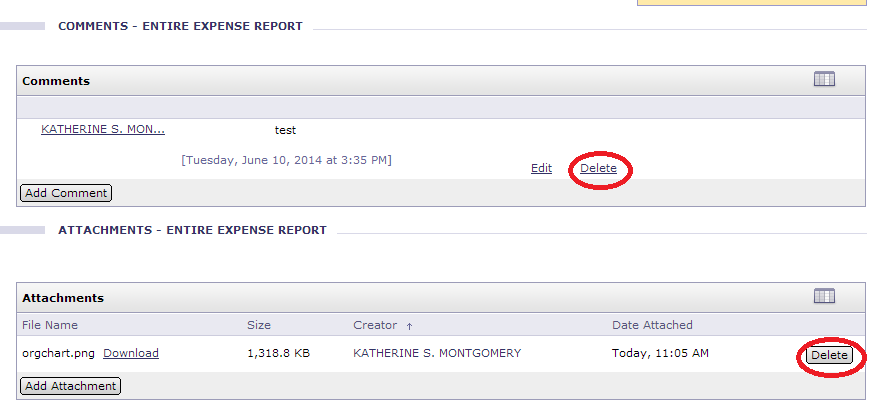 COMMENTS - ENTIRE EXPENSE REPORT
Comments
KATHERINE S. MON... test
[Tuesday, June 10, 2014 at 3:35 PM] Edit Delete
Add Comment
ATTACHMENTS - ENTIRE EXPENSE REPORT
Attachments
File Name Size Creator ↑ Date Attached
orgchart.png Download 1,318.8 KB KATHERINE S. MONTGOMERY Today, 11:05 AM Delete
Add Attachment